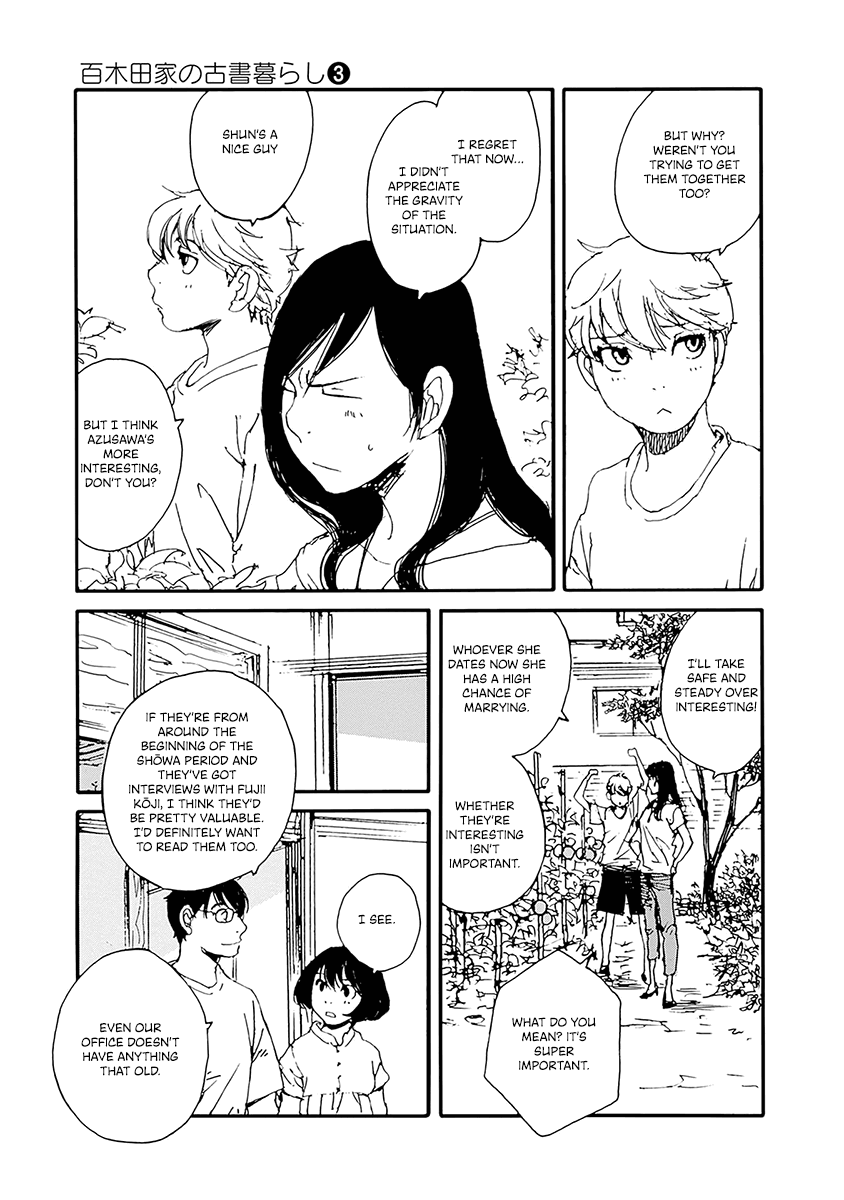 百木田家の古書暮らし❸
BUT WHY?
WEREN'T YOU
TRYING TO GET
THEM TOGETHER
TOO?
I REGRET
THAT NOW...
I DIDN'T
APPRECIATE
THE GRAVITY
OF THE
SITUATION.
SHUN'S A
NICE GUY
BUT I THINK
AZUSAWA'S
MORE
INTERESTING,
DON'T YOU?
I'LL TAKE
SAFE AND
STEADY OVER
INTERESTING!
WHOEVER SHE
DATES NOW SHE
HAS A HIGH
CHANCE OF
MARRYING.
WHETHER
THEY'RE
INTERESTING
ISN'T
IMPORTANT.
WHAT DO YOU
MEAN? IT'S
SUPER
IMPORTANT.
IF THEY'RE FROM
AROUND THE
BEGINNING OF THE
SHŌWA PERIOD AND
THEY'VE GOT
INTERVIEWS WITH FUJII
KŌJI, I THINK THEY'D
BE PRETTY VALUABLE.
I'D DEFINITELY WANT
TO READ THEM TOO.
I SEE.
EVEN OUR
OFFICE DOESN'T
HAVE ANYTHING
THAT OLD.